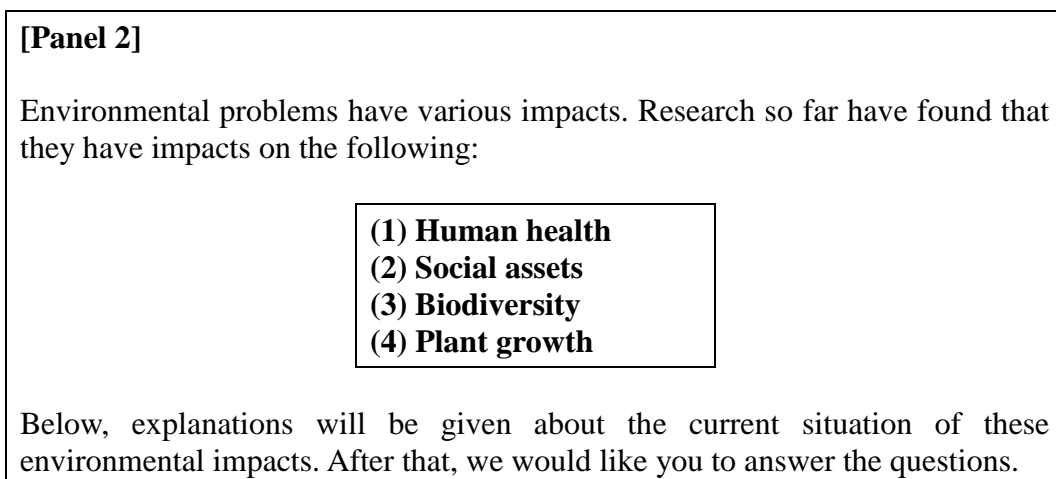 [Panel 2]
Environmental problems have various impacts. Research so far have found that
they have impacts on the following:
(1) Human health
(2) Social assets
(3) Biodiversity
(4) Plant growth
Below, explanations will be given about the current situation of these
environmental impacts. After that, we would like you to answer the questions.